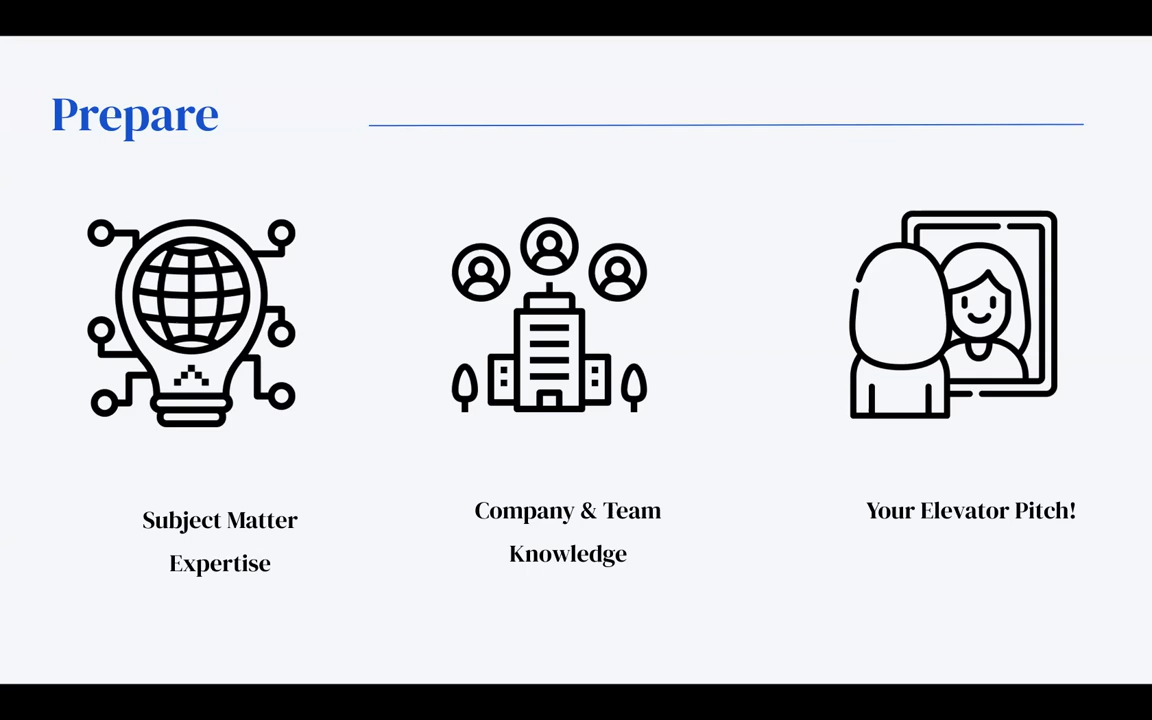 Prepare
Subject Matter
Expertise
Company & Team
Knowledge
Your Elevator Pitch!